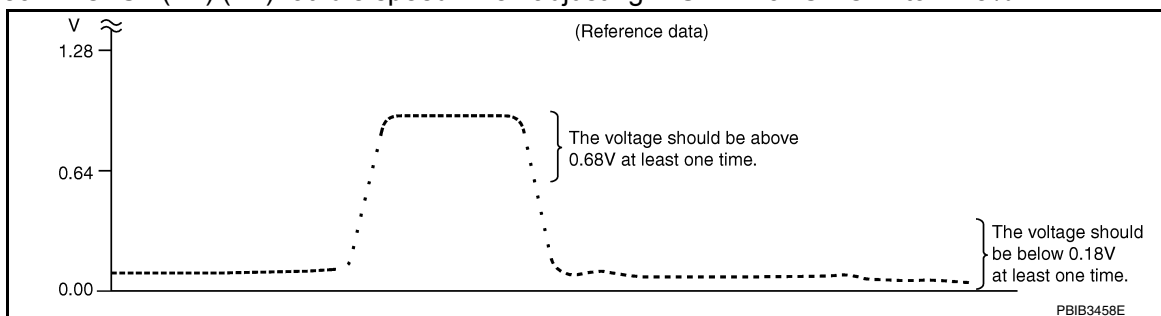 V
(Reference data)
1.28
The voltage should be above
0.68V at least one time.
0.64
The voltage should
be below 0.18V
at least one time.
0.00
PBIB3458E